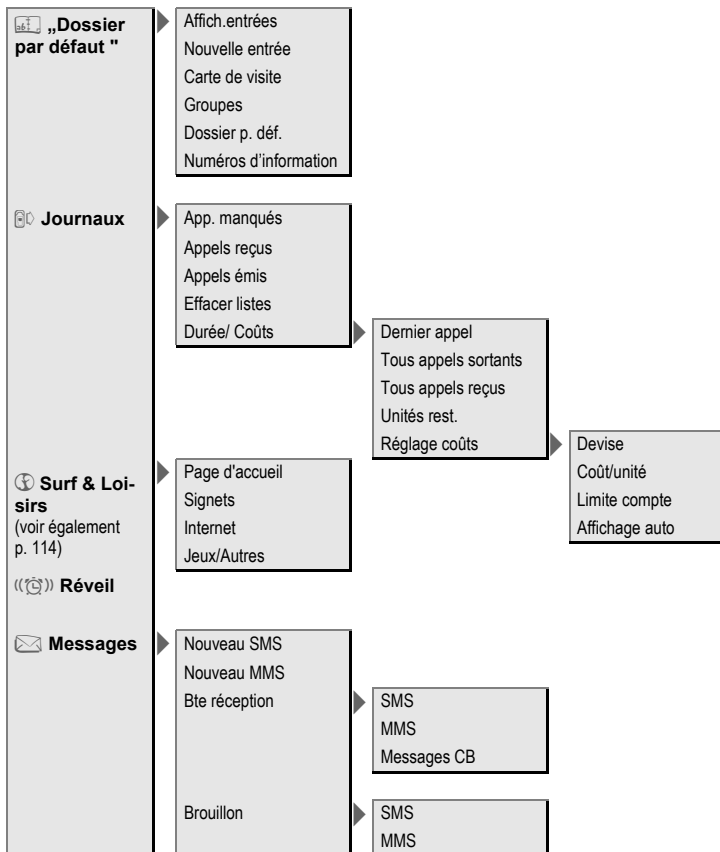 „Dossier
par défaut "
Affich.entrées
Nouvelle entrée
Carte de visite
Groupes
Dossier p. déf.
Numéros d'information
Journaux
App. manqués
Appels reçus
Appels émis
Effacer listes
Durée/ Coûts
Dernier appel
Tous appels sortants
Tous appels reçus
Unités rest.
Réglage coûts
Devise
Coût/unité
Limite compte
Affichage auto
Surf & Loi-
sirs
(voir également
p. 114)
Page d'accueil
Signets
Internet
Jeux/Autres
Réveil
Messages
Nouveau SMS
Nouveau MMS
Bte réception
SMS
MMS
Messages CB
Brouillon
SMS
MMS